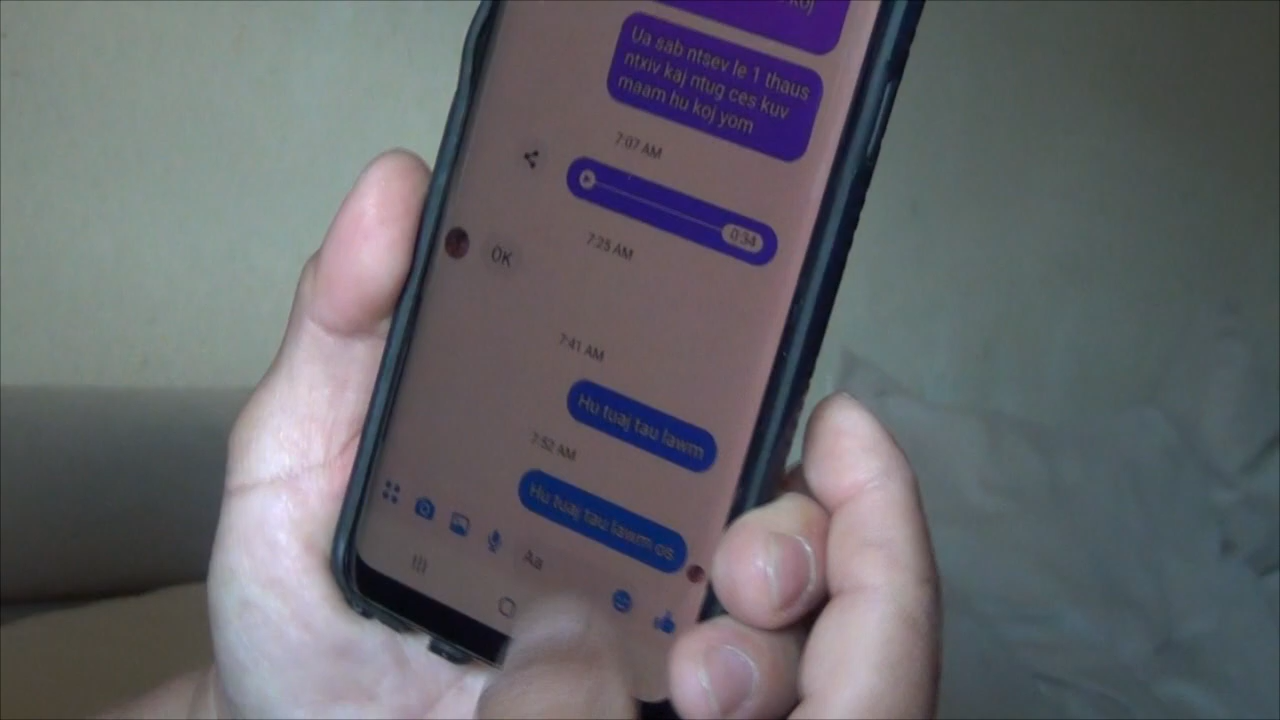 koj
Ua sab ntsev le 1 thaus
ntxiv kaj ntug ces kuv
maam hu koj yom
7:07 AM
0:34
7:25 AM
OK
7:41 AM
Hu tuaj tau lawm
7:52 AM
Hu tuaj tau lawm os
Aa